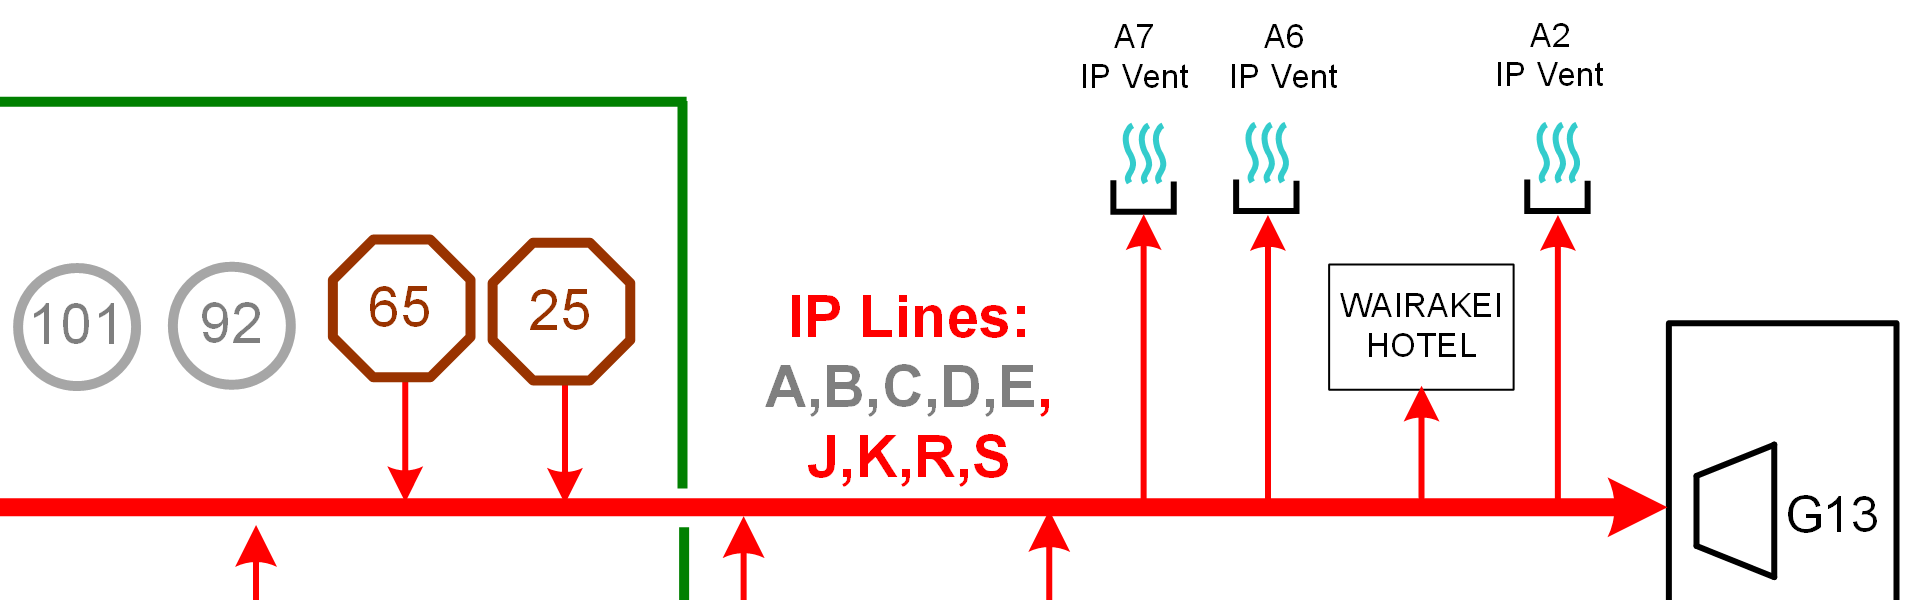 A7
IP Vent
A6
IP Vent
A2
IP Vent
101
92
65
25
IP Lines:
A,B,C,D,E,
J,K,R,S
WAIRAKEI
HOTEL
G13